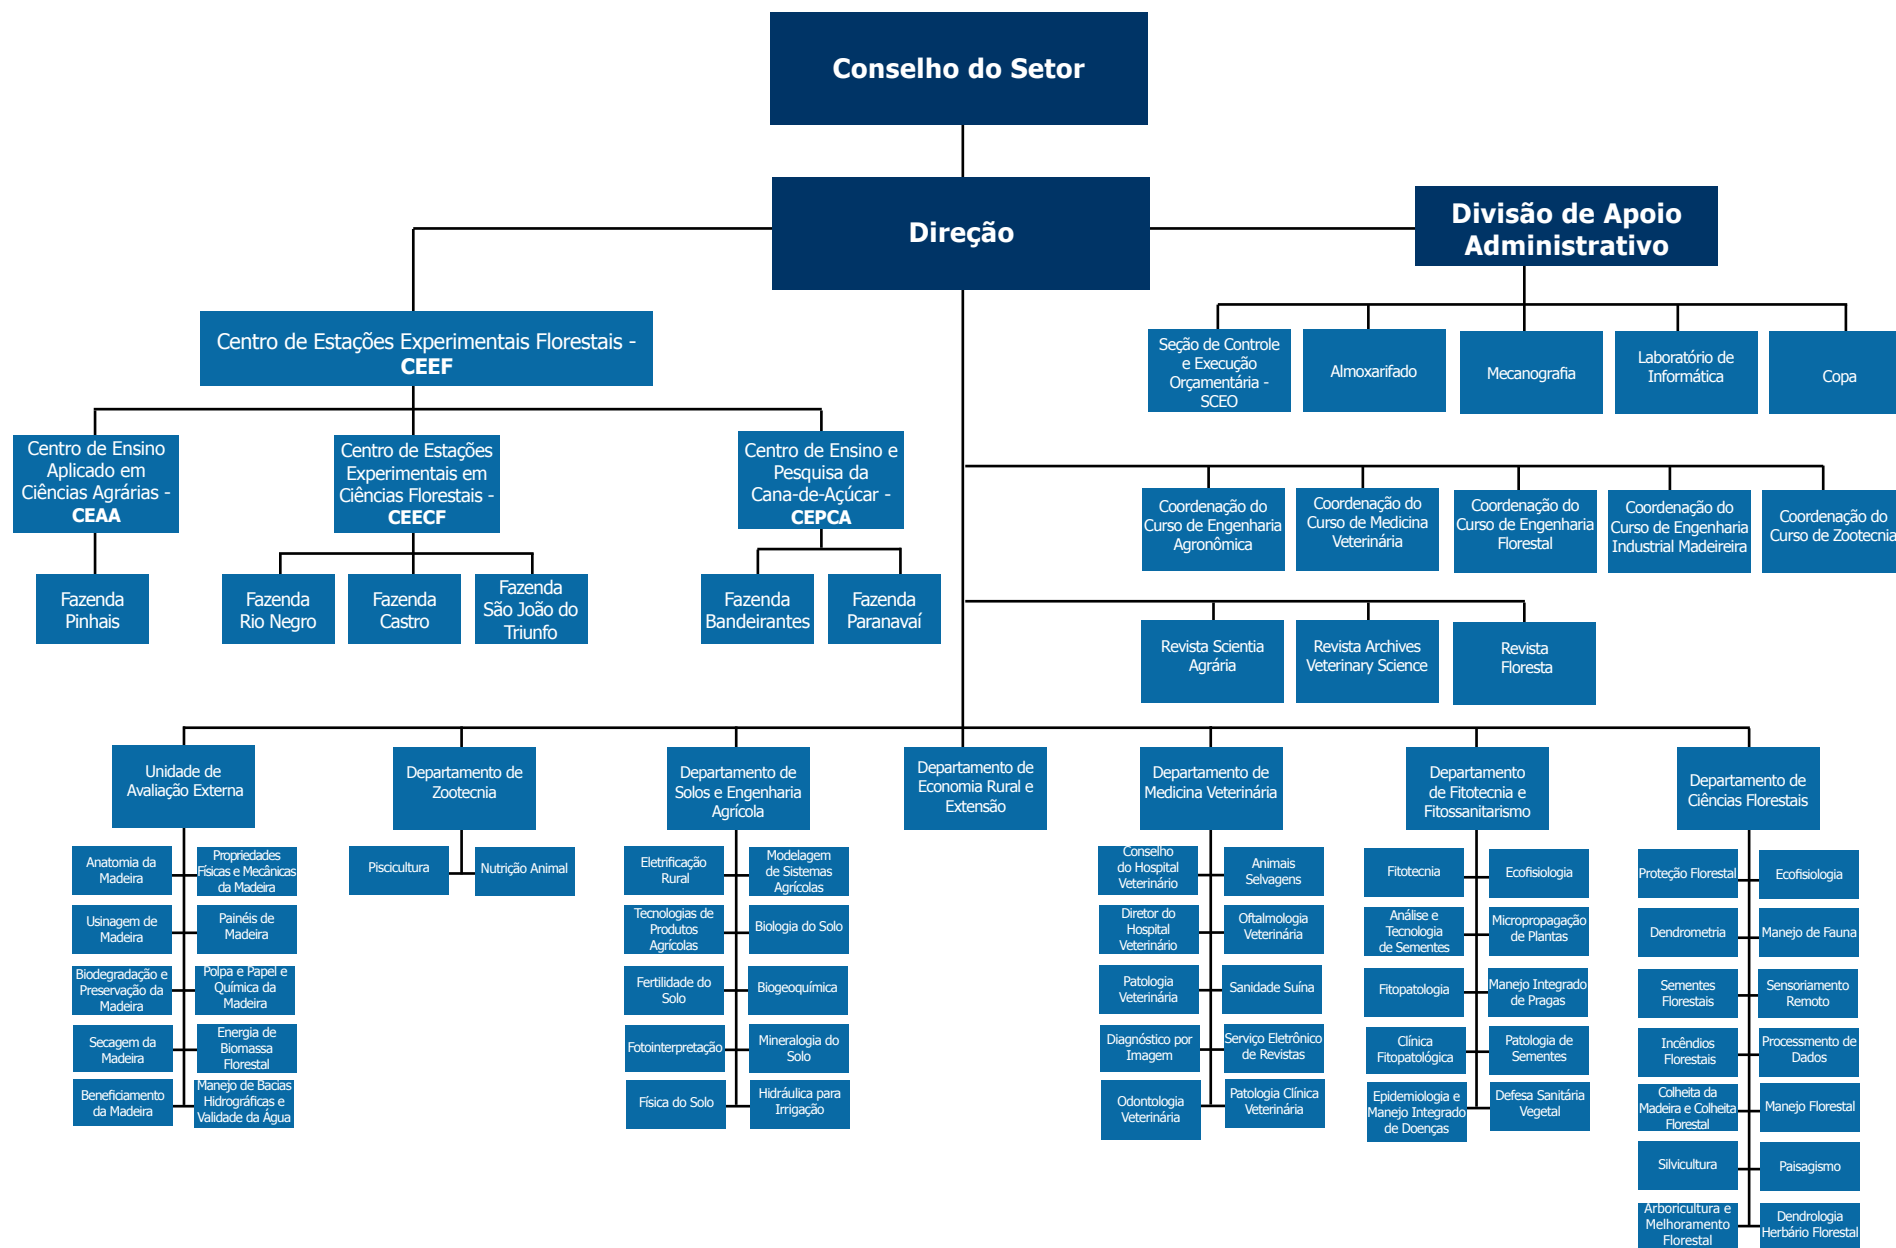 Conselho do Setor
Direção
Divisão de Apoio
Administrativo
Centro de Estações Experimentais Florestais -
CEEF
Seção de Controle
e Execução
Orçamentária -
SCEO
Almoxarifado
Mecanografia
Laboratório de
Informática
Copa
Centro de Ensino
Aplicado em
Ciências Agrárias -
CEAA
Centro de Estações
Experimentais em
Ciências Florestais -
CEECF
Centro de Ensino e
Pesquisa da
Cana-de-Açúcar -
CEPCA
Coordenação do
Curso de Engenharia
Agronômica
Coordenação do
Curso de Medicina
Veterinária
Coordenação do
Curso de Engenharia
Florestal
Coordenação do
Curso de Engenharia
Industrial Madeireira
Coordenação do
Curso de Zootecnia
Fazenda
Pinhais
Fazenda
Rio Negro
Fazenda
Castro
Fazenda
São João do
Triunfo
Fazenda
Bandeirantes
Fazenda
Paranavaí
Revista Scientia
Agrária
Revista Archives
Veterinary Science
Revista
Floresta
Unidade de
Avaliação Externa
Departamento de
Zootecnia
Departamento de
Solos e Engenharia
Agrícola
Departamento de
Economia Rural e
Extensão
Departamento de
Medicina Veterinária
Departamento
de Fitotecnia e
Fitossanitarismo
Departamento de
Ciências Florestais
Anatomia da
Madeira
Propriedades
Físicas e Mecânicas
da Madeira
Usinagem de
Madeira
Painéis de
Madeira
Biodegradação e
Preservação da
Madeira
Polpa e Papel e
Química da
Madeira
Secagem da
Madeira
Energia de
Biomassa
Florestal
Beneficiamento
da Madeira
Manejo de Bacias
Hidrográficas e
Validade da Água
Piscicultura
Nutrição Animal
Eletrificação
Rural
Modelagem
de Sistemas
Agrícolas
Tecnologias de
Produtos
Agrícolas
Biologia do Solo
Fertilidade do
Solo
Biogeoquímica
Fotointerpretação
Mineralogia do
Solo
Física do Solo
Hidráulica para
Irrigação
Conselho
do Hospital
Veterinário
Animais
Selvagens
Diretor do
Hospital
Veterinário
Oftalmologia
Veterinária
Patologia
Veterinária
Sanidade Suína
Diagnóstico por
Imagem
Serviço Eletrônico
de Revistas
Odontologia
Veterinária
Patologia Clínica
Veterinária
Fitotecnia
Ecofisiologia
Análise e
Tecnologia
de Sementes
Micropropagação
de Plantas
Fitopatologia
Manejo Integrado
de Pragas
Clínica
Fitopatológica
Patologia de
Sementes
Epidemiologia e
Manejo Integrado
de Doenças
Defesa Sanitária
Vegetal
Proteção Florestal
Ecofisiologia
Dendrometria
Manejo de Fauna
Sementes
Florestais
Sensoriamento
Remoto
Incêndios
Florestais
Processmento de
Dados
Colheita da
Madeira e Colheita
Florestal
Manejo Florestal
Silvicultura
Paisagismo
Arboricultura e
Melhoramento
Florestal
Dendrologia
Herbário Florestal